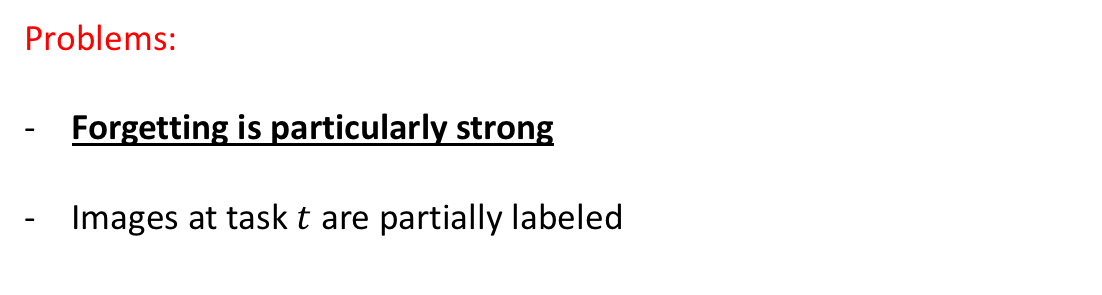 Problems:
- Forgetting is particularly strong
- Images at task t are partially labeled